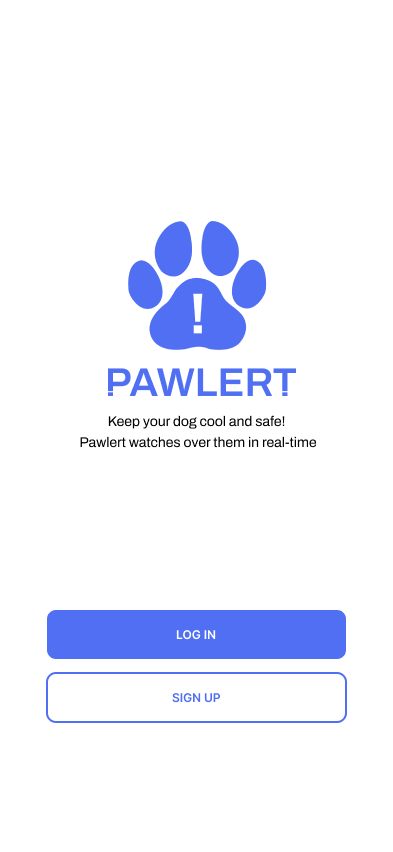 !
PAWLERT
Keep your dog cool and safe!
Pawlert watches over them in real-time
LOG IN
SIGN UP